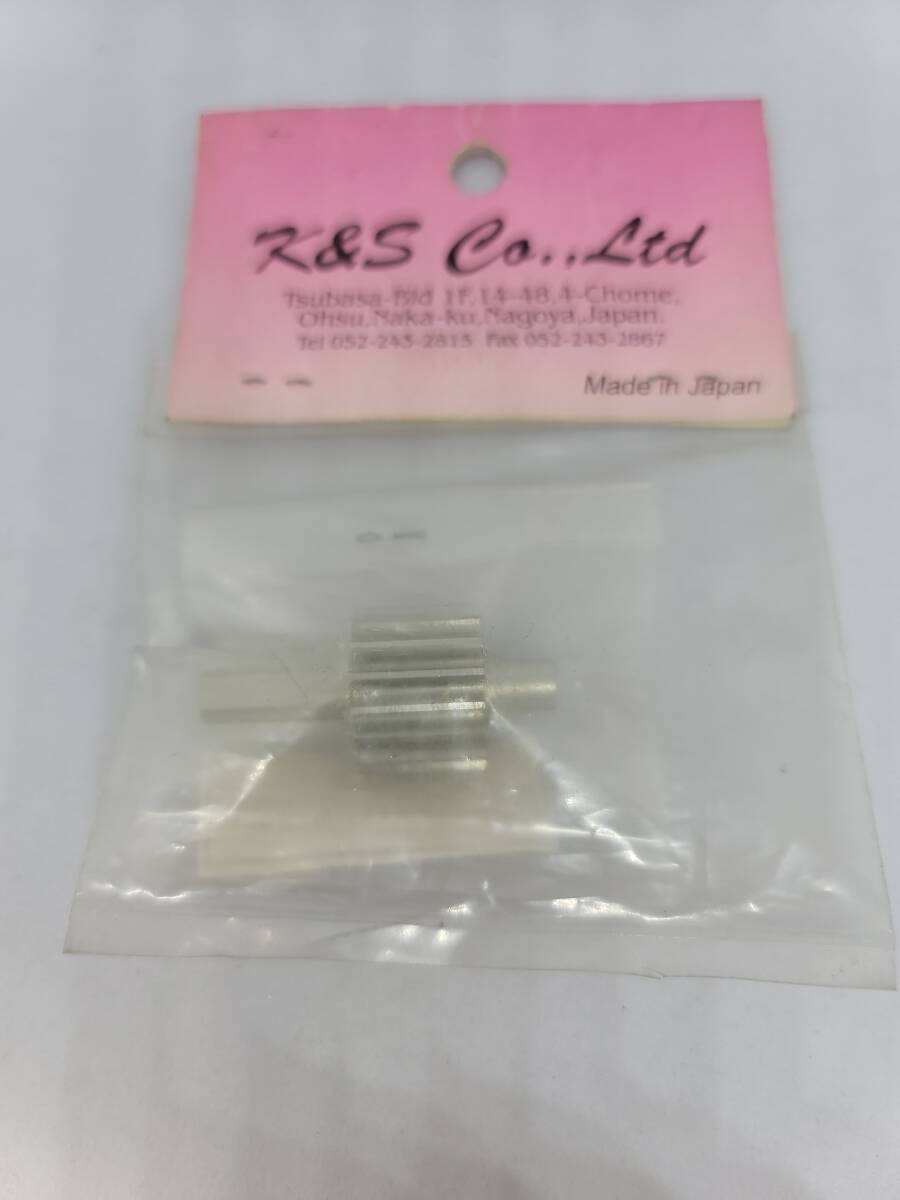 K&S Co..Ltd
Tsubasa-Bld 1F,14-48,4-Chome,
Ohsu,Naka-ku,Nagoya,Japan.
Tel 052-243-2815 Fax 052-243-2867
Made in Japan